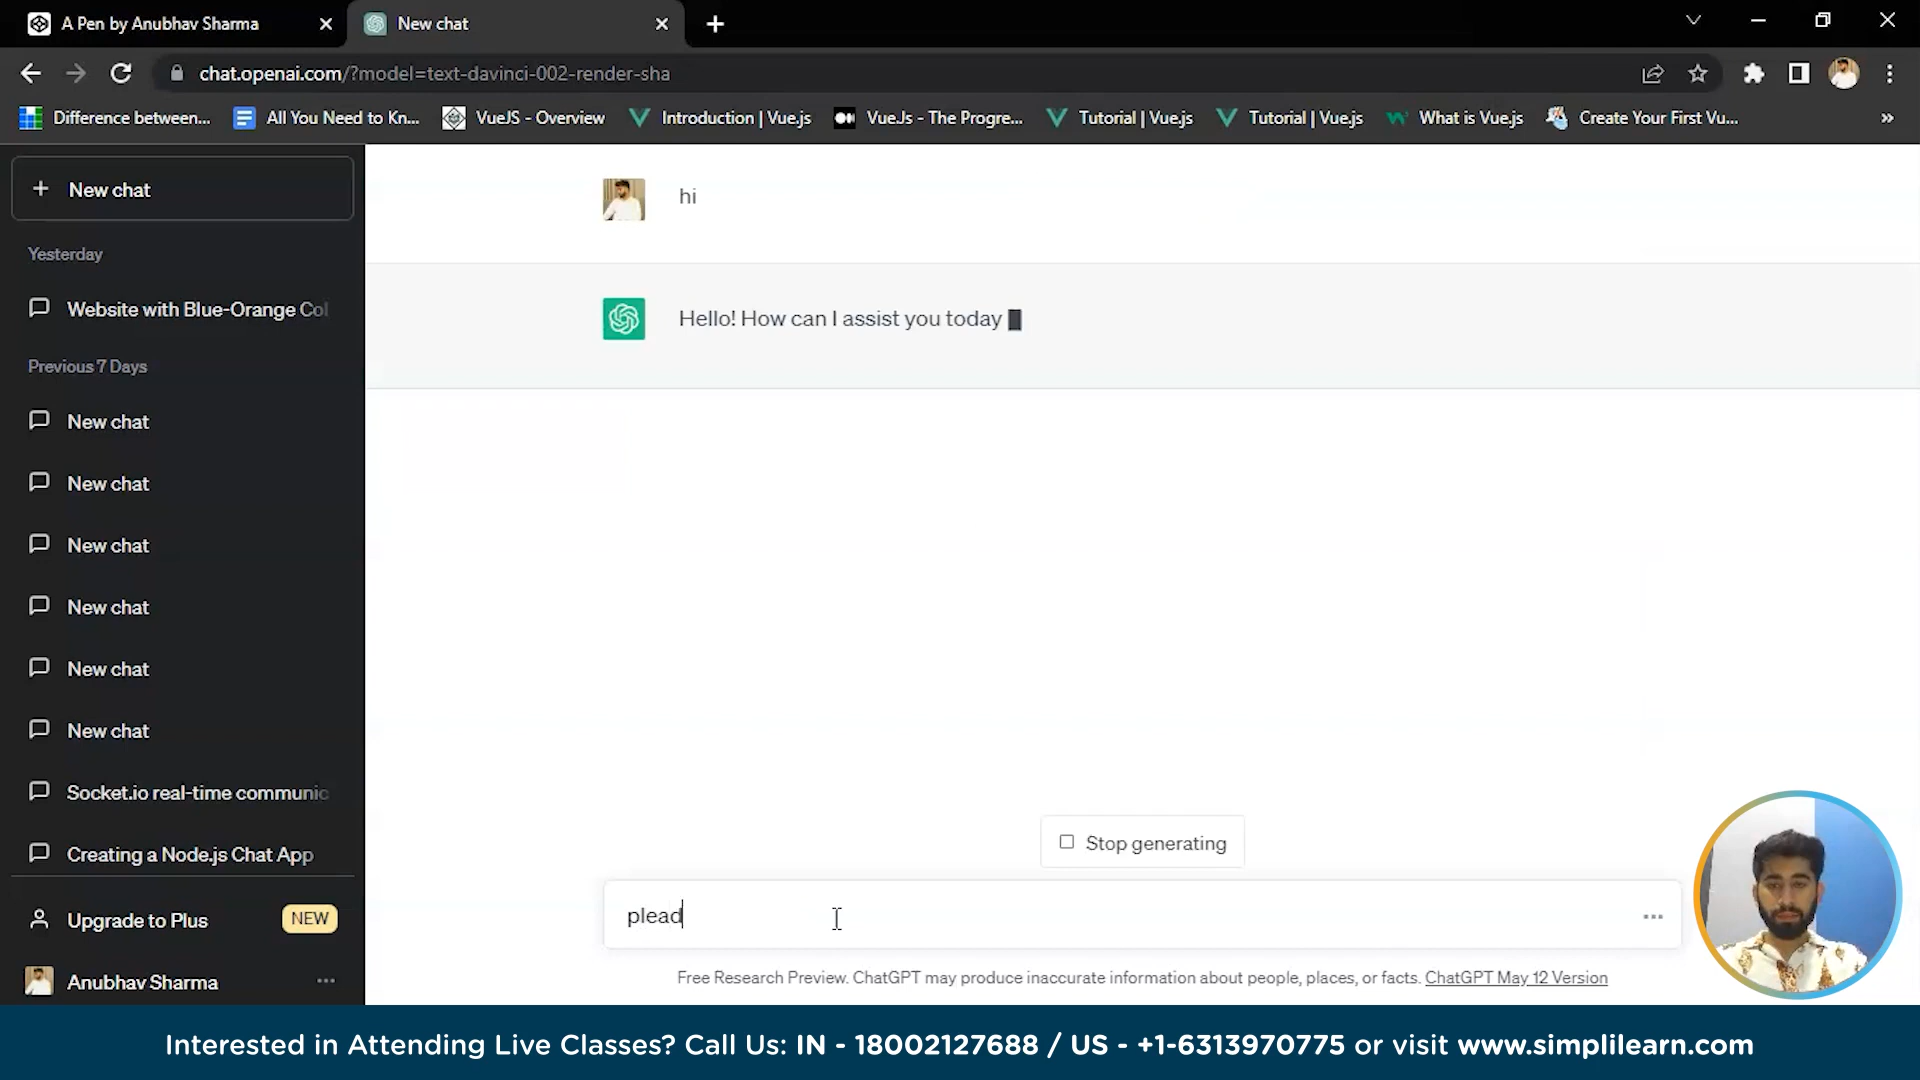 A Pen by Anubhav Sharma
New chat
chat.openai.com/?model=text-davinci-002-render-sha
Difference between...
All You Need to Kn...
VueJS - Overview
Introduction | Vue.js
VueJs - The Progre...
Tutorial | Vue.js
Tutorial | Vue.js
What is Vue.js
Create Your First Vu...
»
+ New chat
Yesterday
Website with Blue-Orange Col
Previous 7 Days
New chat
New chat
New chat
New chat
New chat
New chat
Socket.io real-time communic
Creating a Node.js Chat App
Upgrade to Plus
NEW
Anubhav Sharma
hi
Hello! How can I assist you today
Stop generating
plead
Free Research Preview. ChatGPT may produce inaccurate information about people, places, or facts. ChatGPT May 12 Version
Interested in Attending Live Classes? Call Us: IN - 18002127688 / US - +1-6313970775 or visit www.simplilearn.com